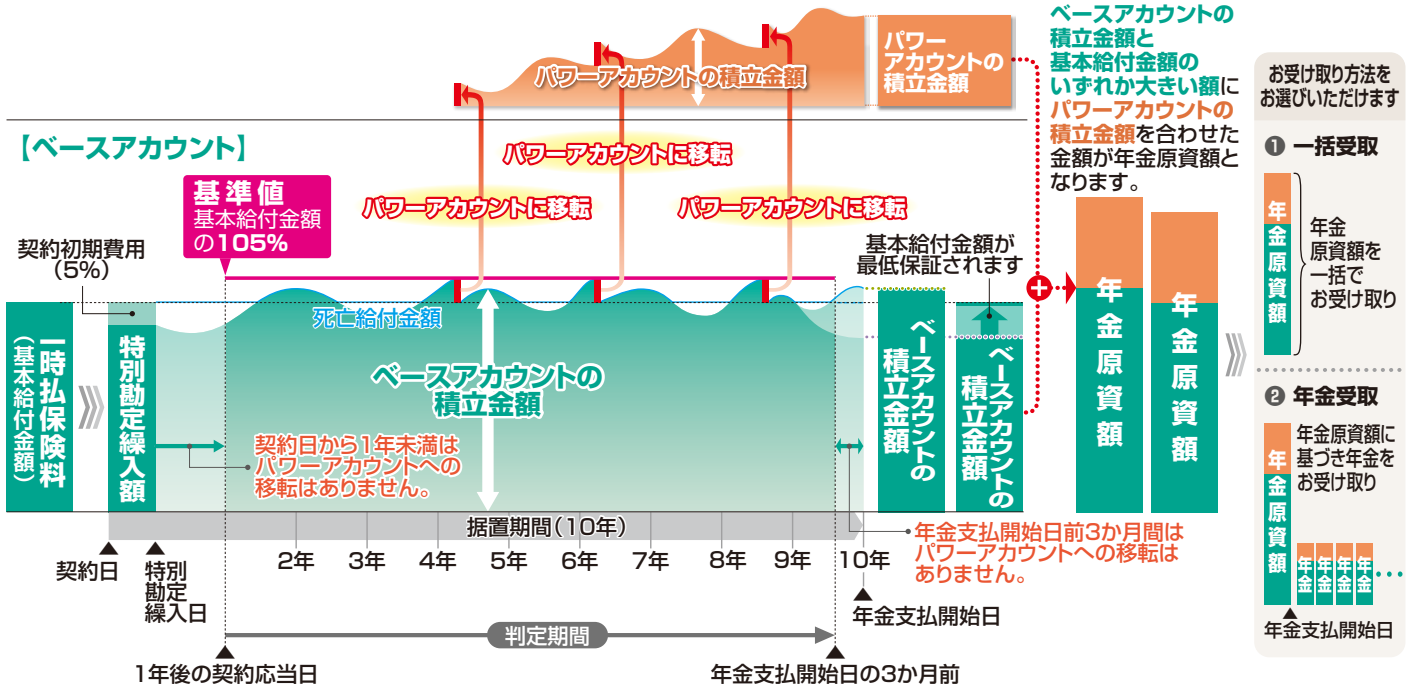 パワーアカウントの積立金額
パワー
アカウントの
積立金額
ベースアカウントの
積立金額と
基本給付金額の
いずれか大きい額に
パワーアカウントの
積立金額を合わせた
金額が年金原資額と
なります。
【ベースアカウント】
パワーアカウントに移転
パワーアカウントに移転
パワーアカウントに移転
基準値
基本給付金額
の105%
契約初期費用
(5%)
基本給付金額が
最低保証されます
死亡給付金額
一時払保険料
(基本給付金額)
特別勘定繰入額
ベースアカウントの
積立金額
契約日から1年未満は
パワーアカウントへの
移転はありません。
ベースアカウントの
積立金額
ベースアカウントの
積立金額
+
年金原資額
年金原資額
据置期間(10年)
2年
3年
4年
5年
6年
7年
8年
9年
10年
年金支払開始日前3か月間は
パワーアカウントへの移転は
ありません。
契約日
特別
勘定
繰入日
年金支払開始日
判定期間
1年後の契約応当日
年金支払開始日の3か月前
お受け取り方法を
お選びいただけます
❶ 一括受取
年金原資額
年金
原資額を
一括で
お受け取り
❷ 年金受取
年金原資額
年金原資額に
基づき年金を
お受け取り
年金
年金
年金
年金
年金支払開始日